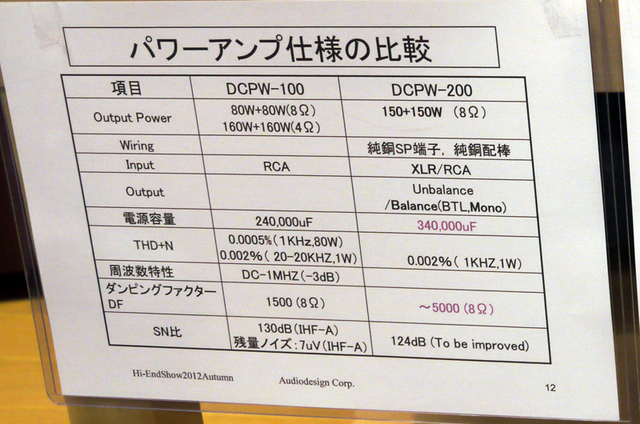 パワーアンプ仕様の比較
項目 DCPW-100 DCPW-200
Output Power 80W+80W(8Ω) 150+150W (8Ω)
160W+160W(4Ω)
Wiring 純銅SP端子, 純銅配棒
Input RCA XLR/RCA
Output Unbalance
/Balance(BTL,Mono)
電源容量 240,000uF 340,000uF
THD+N 0.0005%(1KHz,80W)
0.002%( 20-20KHZ,1W) 0.002%( 1KHZ,1W)
周波数特性 DC-1MHZ(-3dB)
ダンピングファクター
DF 1500(8Ω) ～5000(8Ω)
SN比 130dB(IHF-A)
残量ノイズ:7uV(IHF-A) 124dB(To be improved)
Hi-EndShow2012Autumn Audiodesign Corp. 12